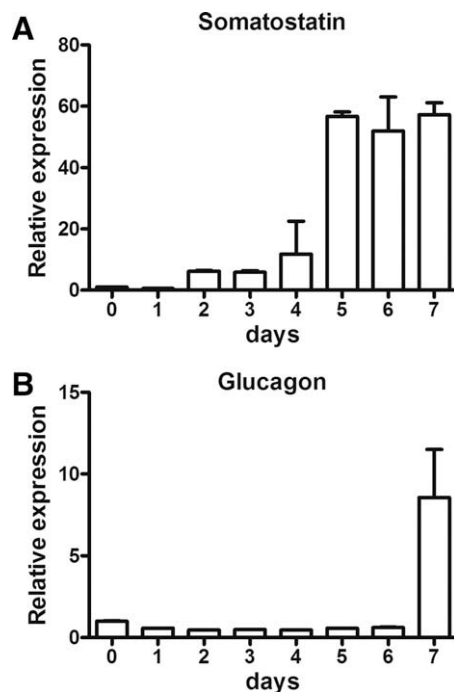 A
Somatostatin
Relative expression
80
60
40
20
0
0 1 2 3 4 5 6 7
days
B
Glucagon
Relative expression
15
10
5
0
0 1 2 3 4 5 6 7
days